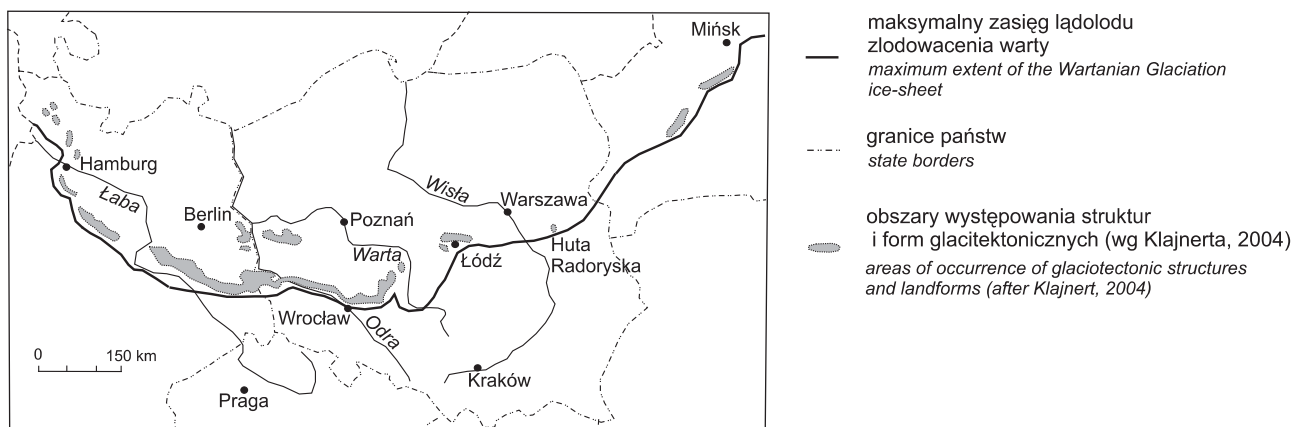 Mińsk
Hamburg
Łaba
Berlin
Wisła
Warszawa
Poznań
Warta
Łódź
Huta
Radoryska
Wrocław
Odra
0 150 km
Kraków
Praga
maksymalny zasięg lądolodu
zlodowacenia warty
maximum extent of the Wartanian Glaciation
ice-sheet
granice państw
state borders
obszary występowania struktur
i form glacitektonicznych (wg Klajnerta, 2004)
areas of occurrence of glaciotectonic structures
and landforms (after Klajnert, 2004)